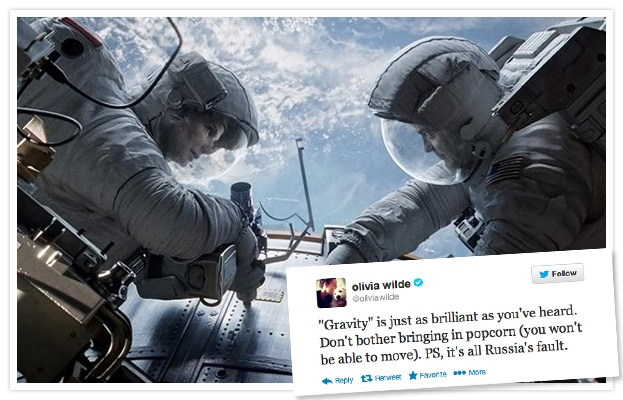 olivia wilde
@oliviawilde
Follow
"Gravity" is just as brilliant as you've heard.
Don't bother bringing in popcorn (you won't
be able to move). PS, it's all Russia's fault.
Reply Retweet Favorite More